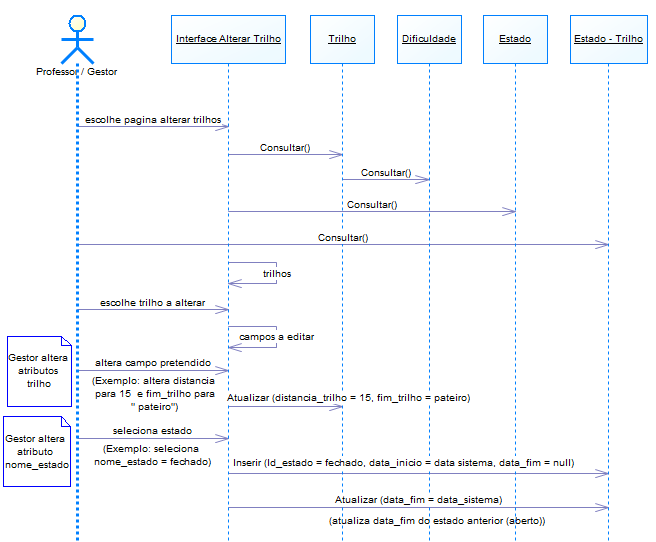 Interface Alterar Trilho
Trilho
Dificuldade
Estado
Estado - Trilho
Professor / Gestor
escolhe pagina alterar trilhos
Consultar()
Consultar()
Consultar()
Consultar()
trilhos
escolhe trilho a alterar
campos a editar
Gestor altera
atributos
trilho
altera campo pretendido
(Exemplo: altera distancia
para 15 e fim_trilho para
" pateiro")
Atualizar (distancia_trilho = 15, fim_trilho = pateiro)
Gestor altera
atributo
nome_estado
seleciona estado
(Exemplo: seleciona
nome_estado = fechado)
Inserir (Id_estado = fechado, data_inicio = data sistema, data_fim = null)
Atualizar (data_fim = data_sistema)
(atualiza data_fim do estado anterior (aberto))